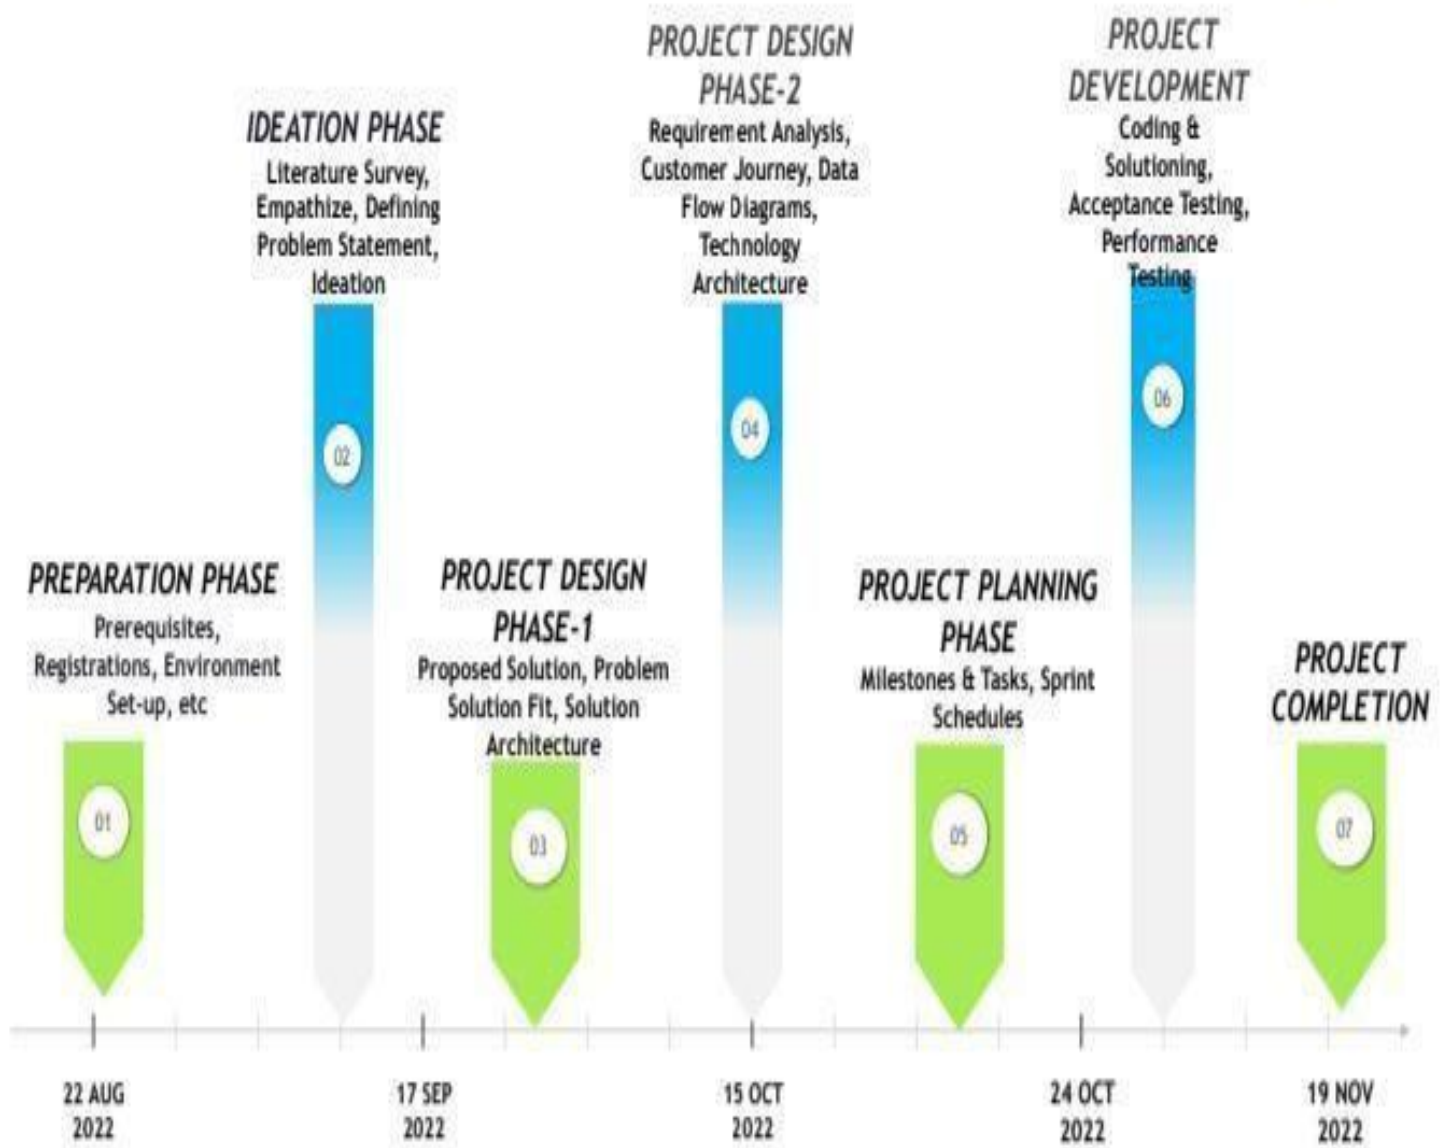 PREPARATION PHASE
Prerequisites,
Registrations, Environment
Set-up, etc
01
IDEATION PHASE
Literature Survey,
Empathize, Defining
Problem Statement,
Ideation
02
PROJECT DESIGN
PHASE-1
Proposed Solution, Problem
Solution Fit, Solution
Architecture
03
PROJECT DESIGN
PHASE-2
Requirement Analysis,
Customer Journey, Data
Flow Diagrams,
Technology
Architecture
04
PROJECT PLANNING
PHASE
Milestones & Tasks, Sprint
Schedules
05
PROJECT
DEVELOPMENT
Coding &
Solutioning,
Acceptance Testing,
Performance
Testing
06
PROJECT
COMPLETION
07
22 AUG
2022
17 SEP
2022
15 OCT
2022
24 OCT
2022
19 NOV
2022